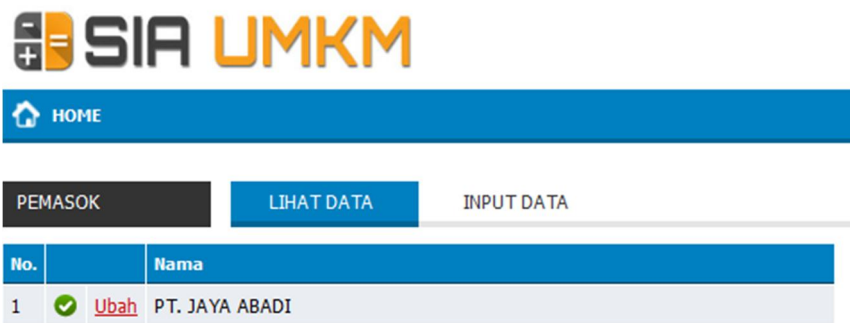 SIA UMKM
HOME
PEMASOK LIHAT DATA INPUT DATA
No. Nama
1 Ubah PT. JAYA ABADI